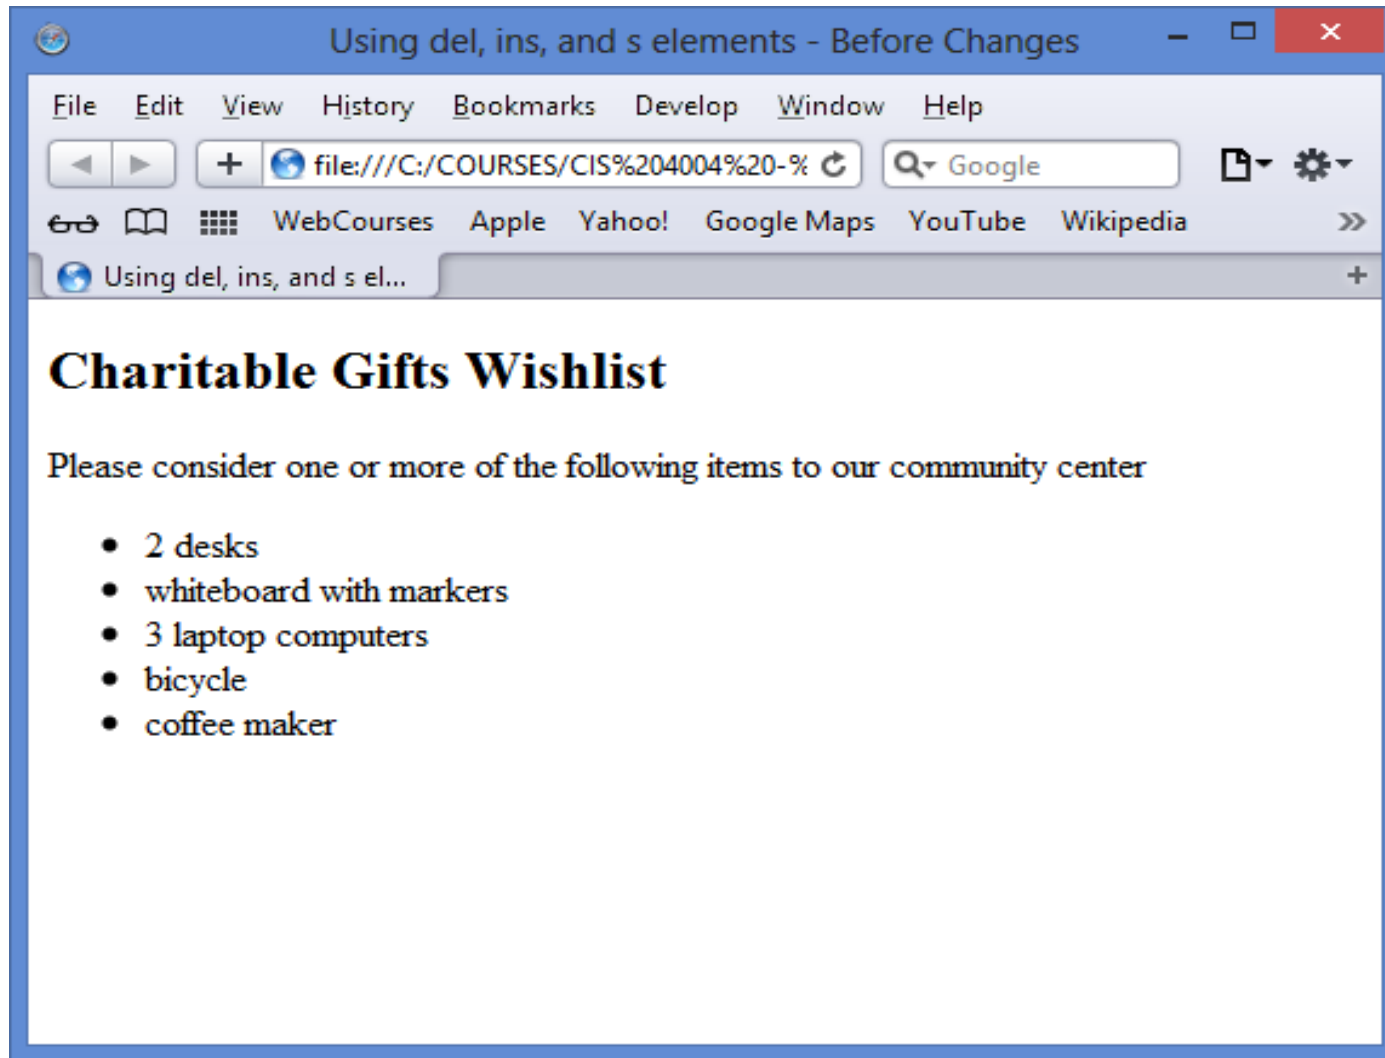 Using del, ins, and s elements - Before Changes
File Edit View History Bookmarks Develop Window Help
file:///C:/COURSES/CIS%204004%20-% Google
WebCourses Apple Yahoo! Google Maps YouTube Wikipedia
Using del, ins, and s el...
Charitable Gifts Wishlist
Please consider one or more of the following items to our community center
• 2 desks
• whiteboard with markers
• 3 laptop computers
• bicycle
• coffee maker